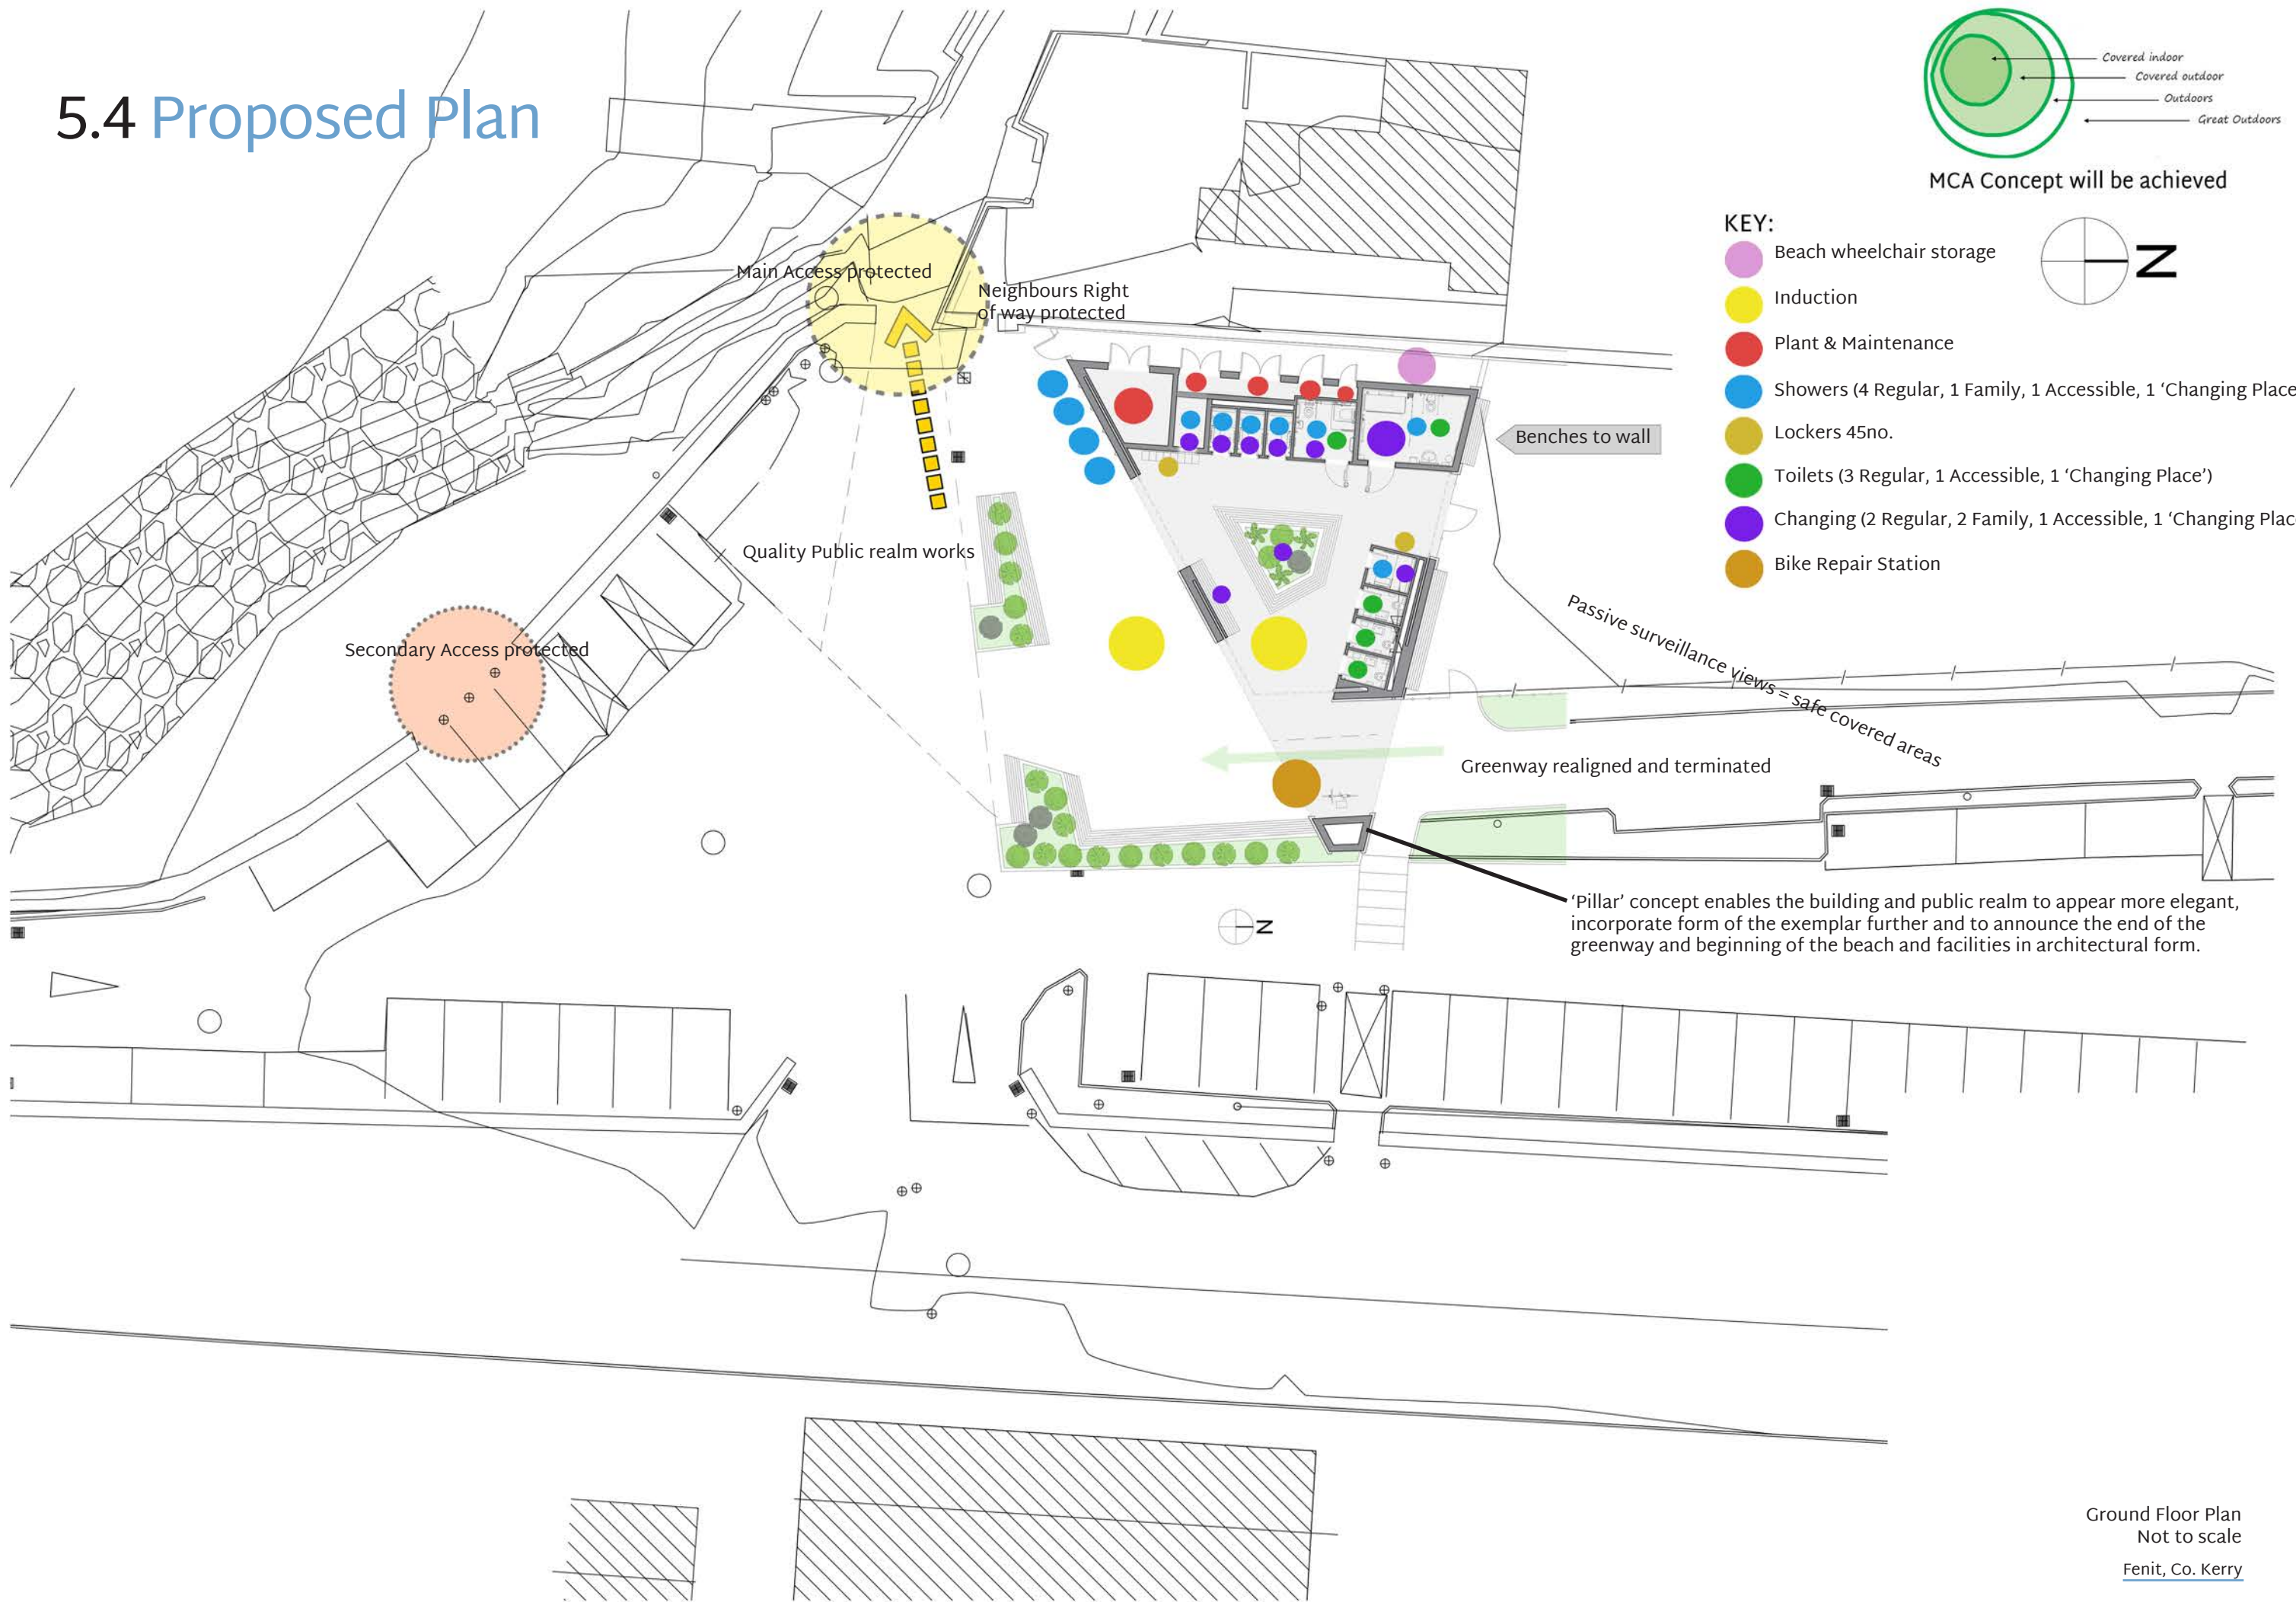 5.4 Proposed Plan
Covered indoor
Covered outdoor
Outdoors
Great Outdoors
MCA Concept will be achieved
KEY:
Beach wheelchair storage
Induction
Plant & Maintenance
Showers (4 Regular, 1 Family, 1 Accessible, 1 ‘Changing Place
Lockers 45no.
Toilets (3 Regular, 1 Accessible, 1 ‘Changing Place’)
Changing (2 Regular, 2 Family, 1 Accessible, 1 ‘Changing Plac
Bike Repair Station
N
Main Access protected
Neighbours Right
of way protected
Benches to wall
Quality Public realm works
Secondary Access protected
Passive surveillance views = safe covered areas
Greenway realigned and terminated
‘Pillar’ concept enables the building and public realm to appear more elegant,
incorporate form of the exemplar further and to announce the end of the
greenway and beginning of the beach and facilities in architectural form.
N
Ground Floor Plan
Not to scale
Fenit, Co. Kerry